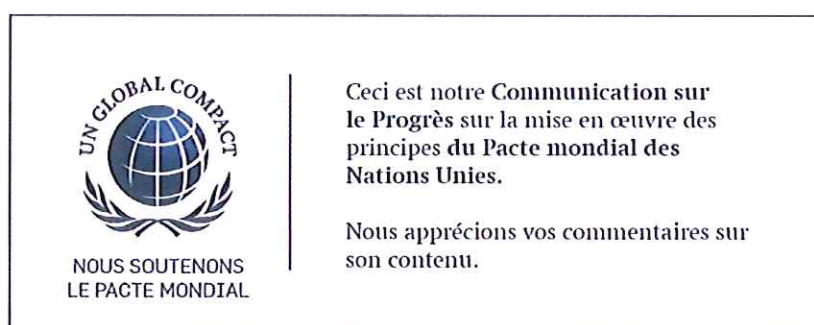 UN GLOBAL COMPACT
NOUS SOUTENONS
LE PACTE MONDIAL
Ceci est notre Communication sur
le Progrès sur la mise en œuvre des
principes du Pacte mondial des
Nations Unies.
Nous apprécions vos commentaires sur
son contenu.